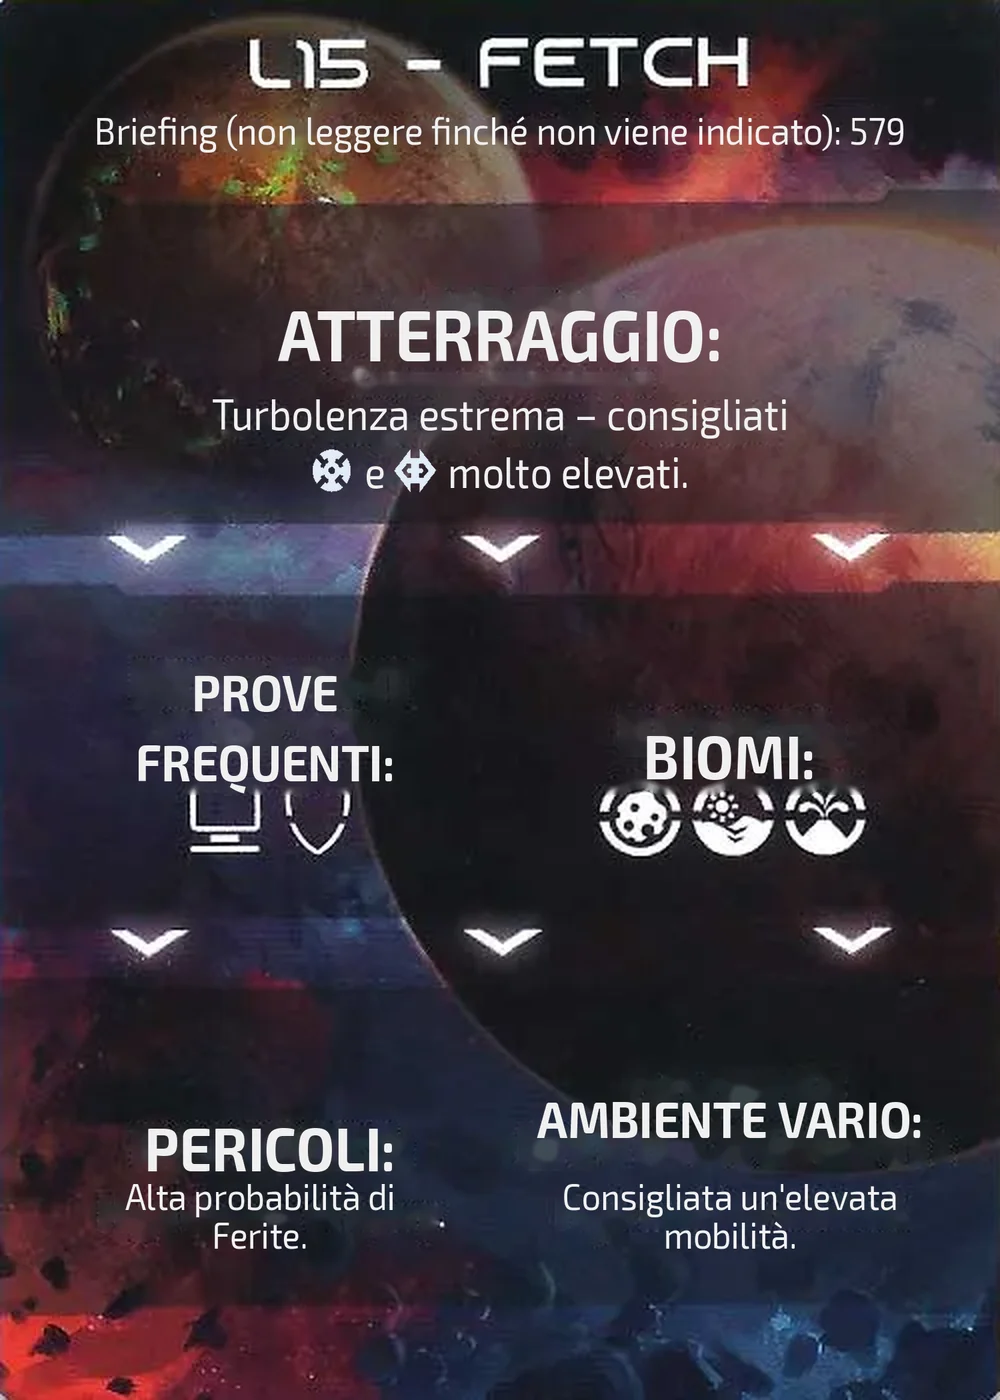 L15 - FETCH
Briefing (non leggere finché non viene indicato): 579
ATTERRAGGIO:
Turbolenza estrema – consigliati
e molto elevati.
PROVE
FREQUENTI:
BIOMI:
PERICOLI:
Alta probabilità di
Ferite.
AMBIENTE VARIO:
Consigliata un'elevata
mobilità.